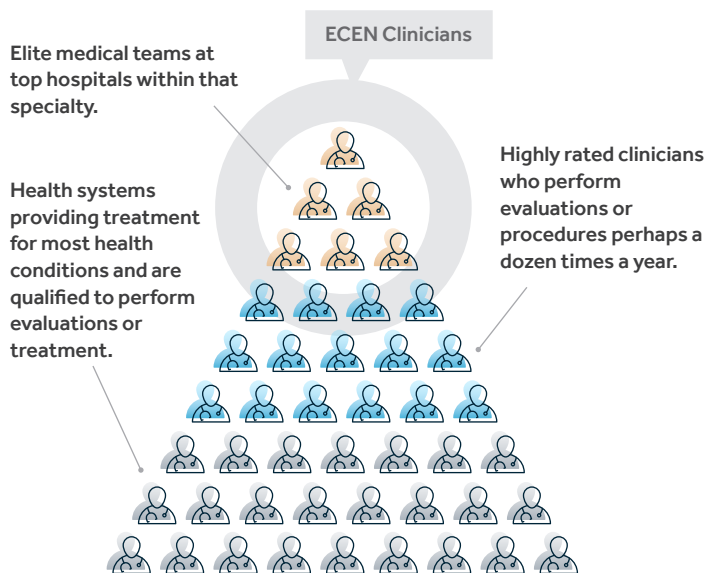 ECEN Clinicians
Elite medical teams at
top hospitals within that
specialty.
Highly rated clinicians
who perform
evaluations or
procedures perhaps a
dozen times a year.
Health systems
providing treatment
for most health
conditions and are
qualified to perform
evaluations or
treatment.